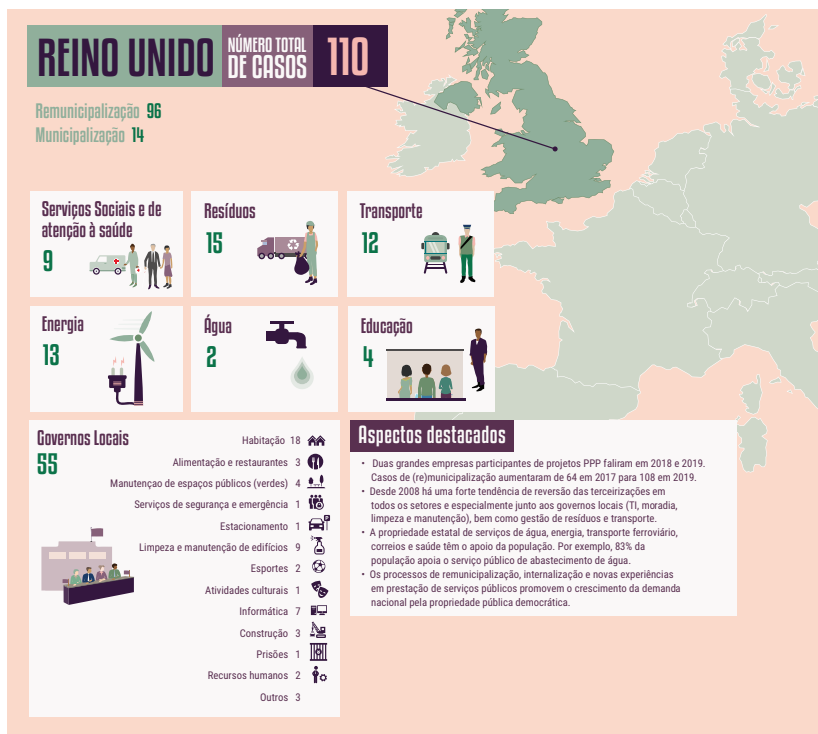 REINO UNIDO
NÚMERO TOTAL
DE CASOS
110
Remunicipalização 96
Municipalização 14
Serviços Sociais e de
atenção à saúde
9
Resíduos
15
Transporte
12
Energia
13
Água
2
Educação
4
Governos Locais
55
Habitação 18
Alimentação e restaurantes 3
Manutençao de espaços públicos (verdes) 4
Serviços de segurança e emergência 1
Estacionamento 1
Limpeza e manutenção de edifícios 9
Esportes 2
Atividades culturais 1
Informática 7
Construção 3
Prisões 1
Recursos humanos 2
Outros 3
Aspectos destacados
• Duas grandes empresas participantes de projetos PPP faliram em 2018 e 2019.
Casos de (re)municipalização aumentaram de 64 em 2017 para 108 em 2019.
• Desde 2008 há uma forte tendência de reversão das terceirizações em
todos os setores e especialmente junto aos governos locais (TI, moradia,
limpeza e manutenção), bem como gestão de resíduos e transporte.
• A propriedade estatal de serviços de água, energia, transporte ferroviário,
correios e saúde têm o apoio da população. Por exemplo, 83% da
população apoia o serviço público de abastecimento de água.
• Os processos de remunicipalização, internalização e novas experiências
em prestação de serviços públicos promovem o crescimento da demanda
nacional pela propriedade pública democrática.